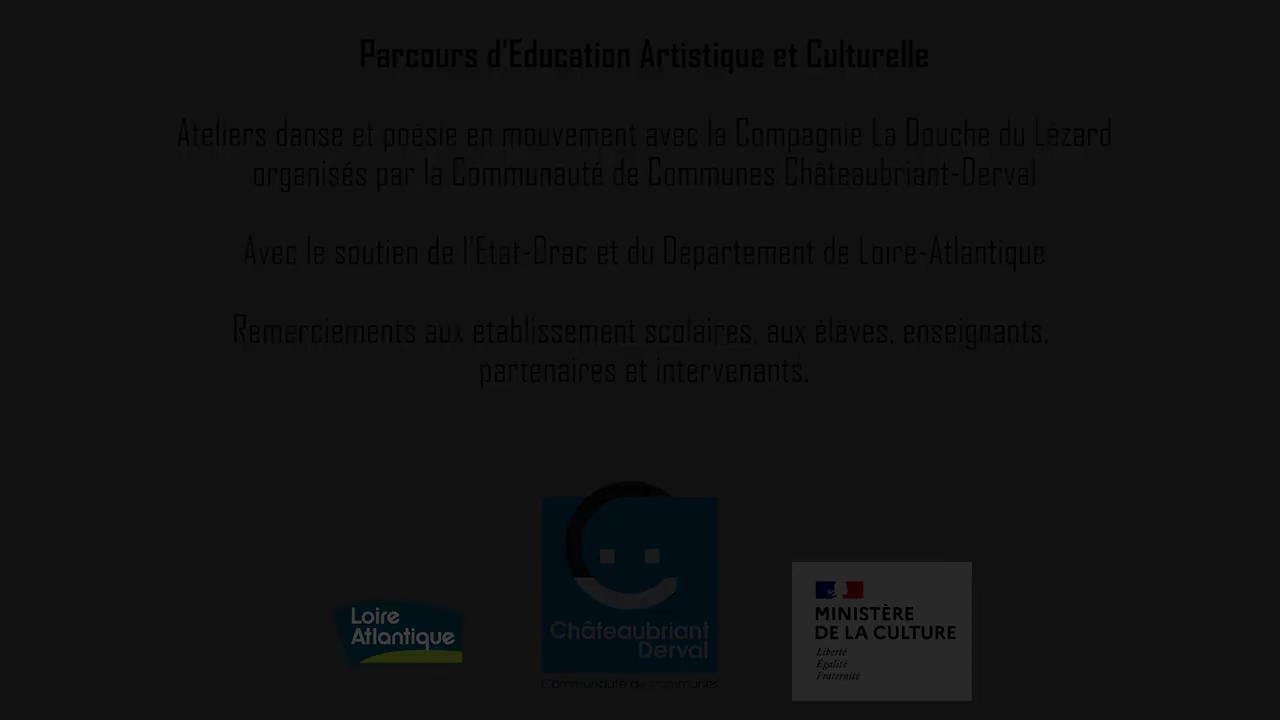 Parcours d'Education Artistique et Culturelle
Ateliers danse et poésie en mouvement avec la Compagnie La Douche du Lézard
organisés par la Communauté de Communes Châteaubriant-Derval
Avec le soutien de l'Etat-Drac et du Département de Loire-Atlantique
Remerciements aux établissement scolaires, aux élèves, enseignants,
partenaires et intervenants.
Loire
Atlantique
Châteaubriant
Derval
Communauté de communes
MINISTÈRE
DE LA CULTURE
Liberté
Égalité
Fraternité